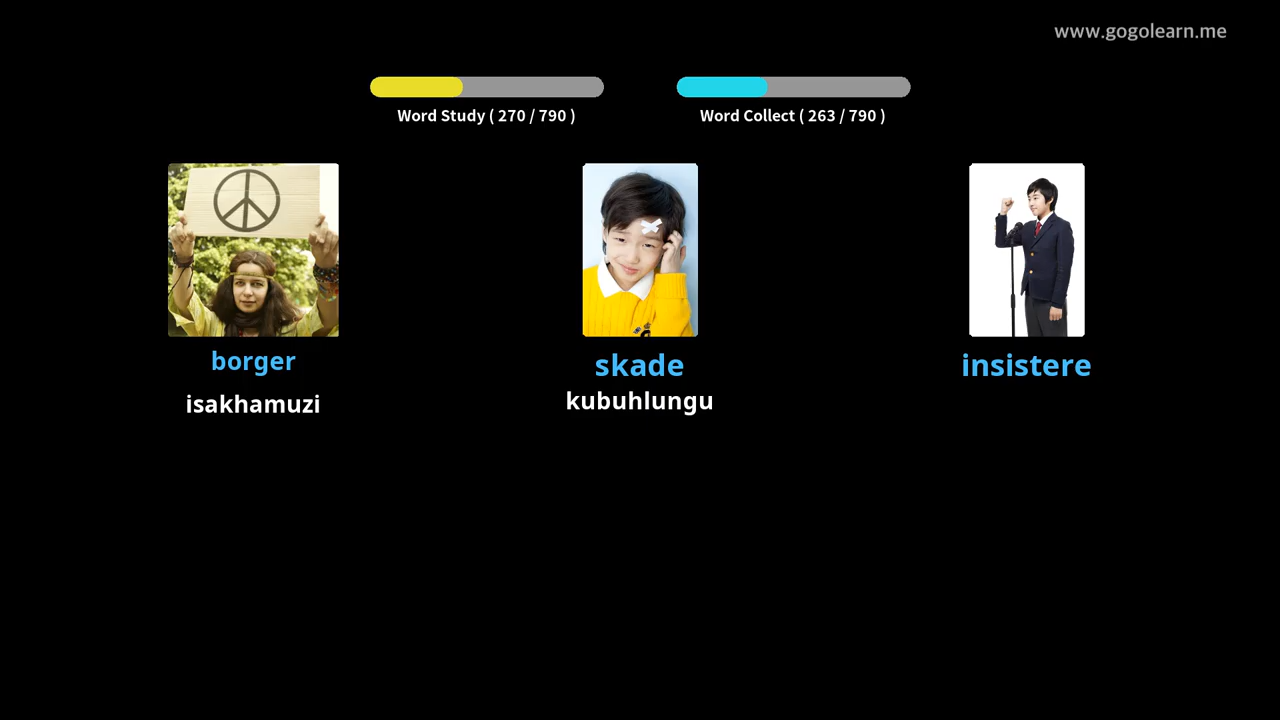 www.gogolearn.me
Word Study ( 270 / 790 )
Word Collect ( 263 / 790 )
borger
skade
insistere
isakhamuzi
kubuhlungu